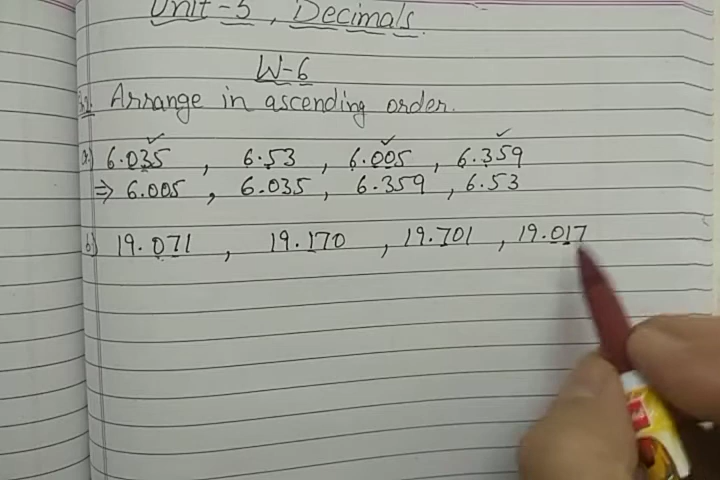 Unit-5, Decimals.
W-6
Arrange in ascending order.
a) 6.035, 6.53, 6.005, 6.359
⇒ 6.005, 6.035, 6.359, 6.53
b) 19.071, 19.170, 19.701, 19.017